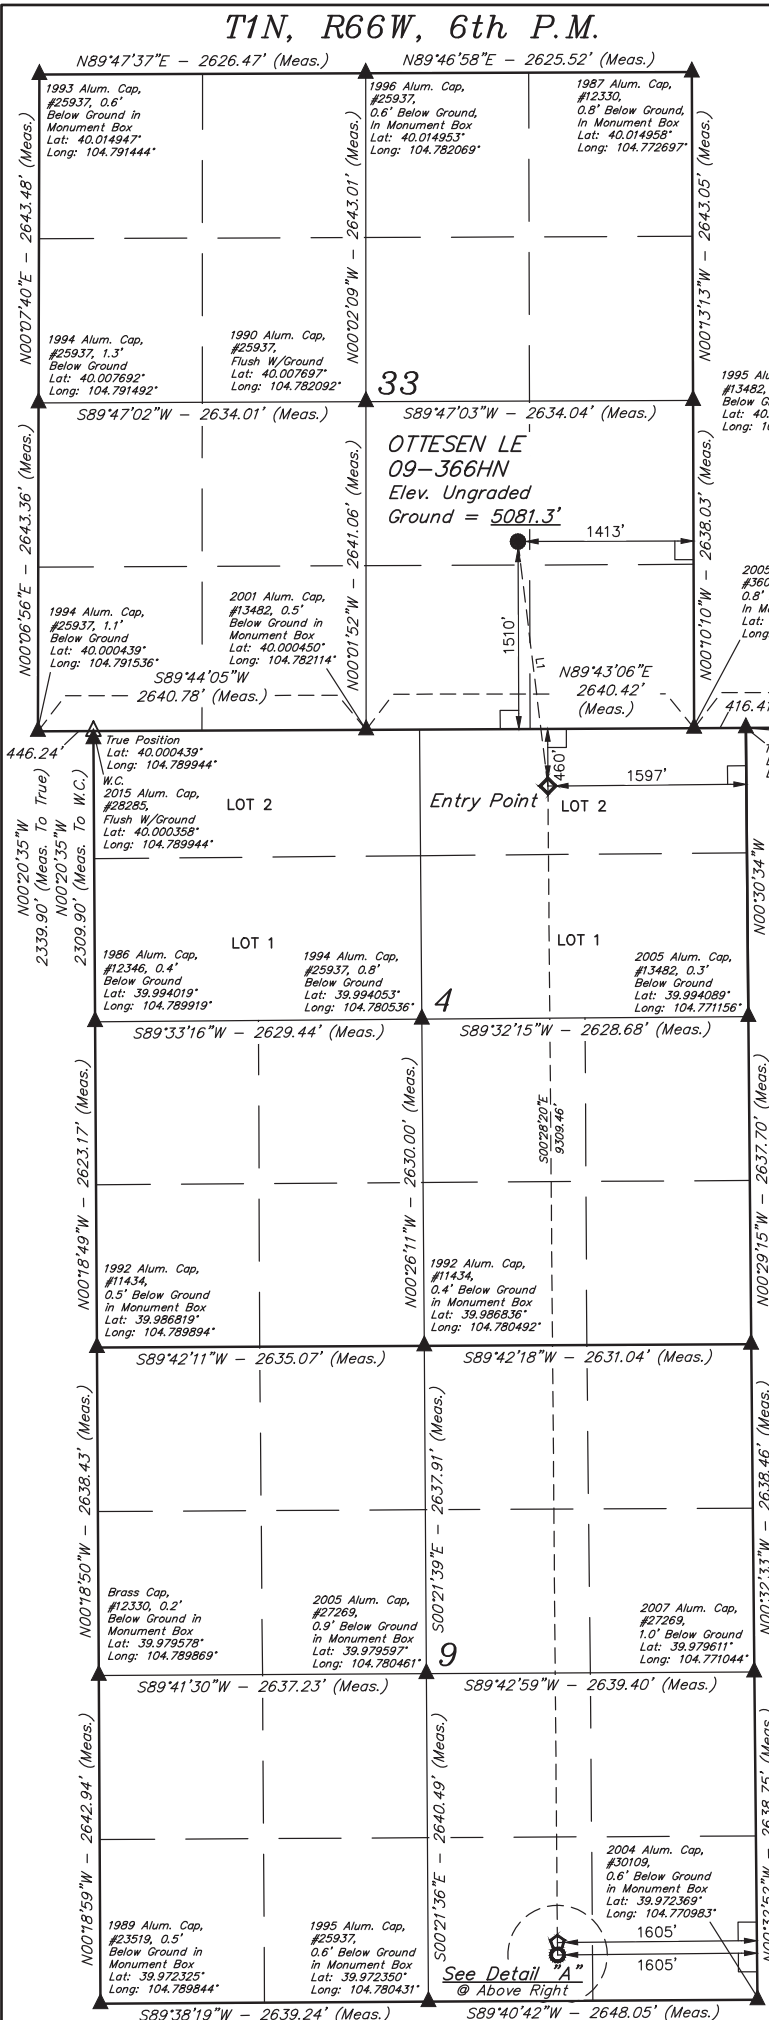 T1N, R66W, 6th P.M.
N89°47'37"E - 2626.47' (Meas.)
N89°46'58"E - 2625.52' (Meas.)
1993 Alum. Cap,
#25937, 0.6'
Below Ground in
Monument Box
Lat: 40.014947°
Long: 104.791444°
1996 Alum. Cap,
#25937,
0.6' Below Ground,
In Monument Box
Lat: 40.014953°
Long: 104.782069°
1987 Alum. Cap,
#12330,
0.8' Below Ground,
In Monument Box
Lat: 40.014958°
Long: 104.772697°
N00°07'40"E - 2643.48' (Meas.)
N00°02'09"W - 2643.01' (Meas.)
N00°13'13"W - 2643.05' (Meas.)
1994 Alum. Cap,
#25937, 1.3'
Below Ground
Lat: 40.007692°
Long: 104.791492°
1990 Alum. Cap,
#25937,
Flush W/Ground
Lat: 40.007697°
Long: 104.782092°
33
1995 Alu
#13482,
Below G
Lat: 40.
Long: 10
S89°47'02"W - 2634.01' (Meas.)
S89°47'03"W - 2634.04' (Meas.)
OTTESEN LE
09-366HN
Elev. Ungraded
Ground = 5081.3'
1413'
N00°06'56"E - 2643.36' (Meas.)
N00°01'52"W - 2641.06' (Meas.)
N00°10'10"W - 2638.03' (Meas.)
1510'
L1
1994 Alum. Cap,
#25937, 1.1'
Below Ground
Lat: 40.000439°
Long: 104.791536°
2001 Alum. Cap,
#13482, 0.5'
Below Ground in
Monument Box
Lat: 40.000450°
Long: 104.782114°
2005
#360
0.8'
In Mo
Lat:
Long:
S89°44'05"W
2640.78' (Meas.)
N89°43'06"E
2640.42'
(Meas.)
416.41
446.24'
True Position
Lat: 40.000439°
Long: 104.789944°
W.C.
2015 Alum. Cap,
#28285,
Flush W/Ground
Lat: 40.000358°
Long: 104.789944°
460'
1597'
Entry Point
LOT 2
LOT 2
N00°20'35"W
2339.90' (Meas. To True)
N00°20'35"W
2309.90' (Meas. To W.C.)
N00°30'34"W
LOT 1
LOT 1
1986 Alum. Cap,
#12346, 0.4'
Below Ground
Lat: 39.994019°
Long: 104.789919°
1994 Alum. Cap,
#25937, 0.8'
Below Ground
Lat: 39.994053°
Long: 104.780536°
2005 Alum. Cap,
#13482, 0.3'
Below Ground
Lat: 39.994089°
Long: 104.771156°
4
S89°33'16"W - 2629.44' (Meas.)
S89°32'15"W - 2628.68' (Meas.)
N00°18'49"W - 2623.17' (Meas.)
N00°26'11"W - 2630.00' (Meas.)
S00°28'20"E
9309.46'
N00°29'15"W - 2637.70' (Meas.)
1992 Alum. Cap,
#11434,
0.5' Below Ground
in Monument Box
Lat: 39.986819°
Long: 104.789894°
1992 Alum. Cap,
#11434,
0.4' Below Ground
in Monument Box
Lat: 39.986836°
Long: 104.780492°
S89°42'11"W - 2635.07' (Meas.)
S89°42'18"W - 2631.04' (Meas.)
N00°18'50"W - 2638.43' (Meas.)
S00°21'39"E - 2637.91' (Meas.)
N00°32'33"W - 2638.46' (Meas.)
Brass Cap,
#12330, 0.2'
Below Ground in
Monument Box
Lat: 39.979578°
Long: 104.789869°
2005 Alum. Cap,
#27269,
0.9' Below Ground
in Monument Box
Lat: 39.979597°
Long: 104.780461°
2007 Alum. Cap,
#27269,
1.0' Below Ground
Lat: 39.979611°
Long: 104.771044°
9
S89°41'30"W - 2637.23' (Meas.)
S89°42'59"W - 2639.40' (Meas.)
N00°18'59"W - 2642.94' (Meas.)
S00°21'36"E - 2640.49' (Meas.)
N00°32'52"W - 2638.75' (Meas.)
2004 Alum. Cap,
#30109,
0.6' Below Ground
in Monument Box
Lat: 39.972369°
Long: 104.770983°
1989 Alum. Cap,
#23519, 0.5'
Below Ground in
Monument Box
Lat: 39.972325°
Long: 104.789844°
1995 Alum. Cap,
#25937,
0.6' Below Ground
in Monument Box
Lat: 39.972350°
Long: 104.780431°
1605'
1605'
See Detail "A"
@ Above Right
S89°38'19"W - 2639.24' (Meas.)
S89°40'42"W - 2648.05' (Meas.)